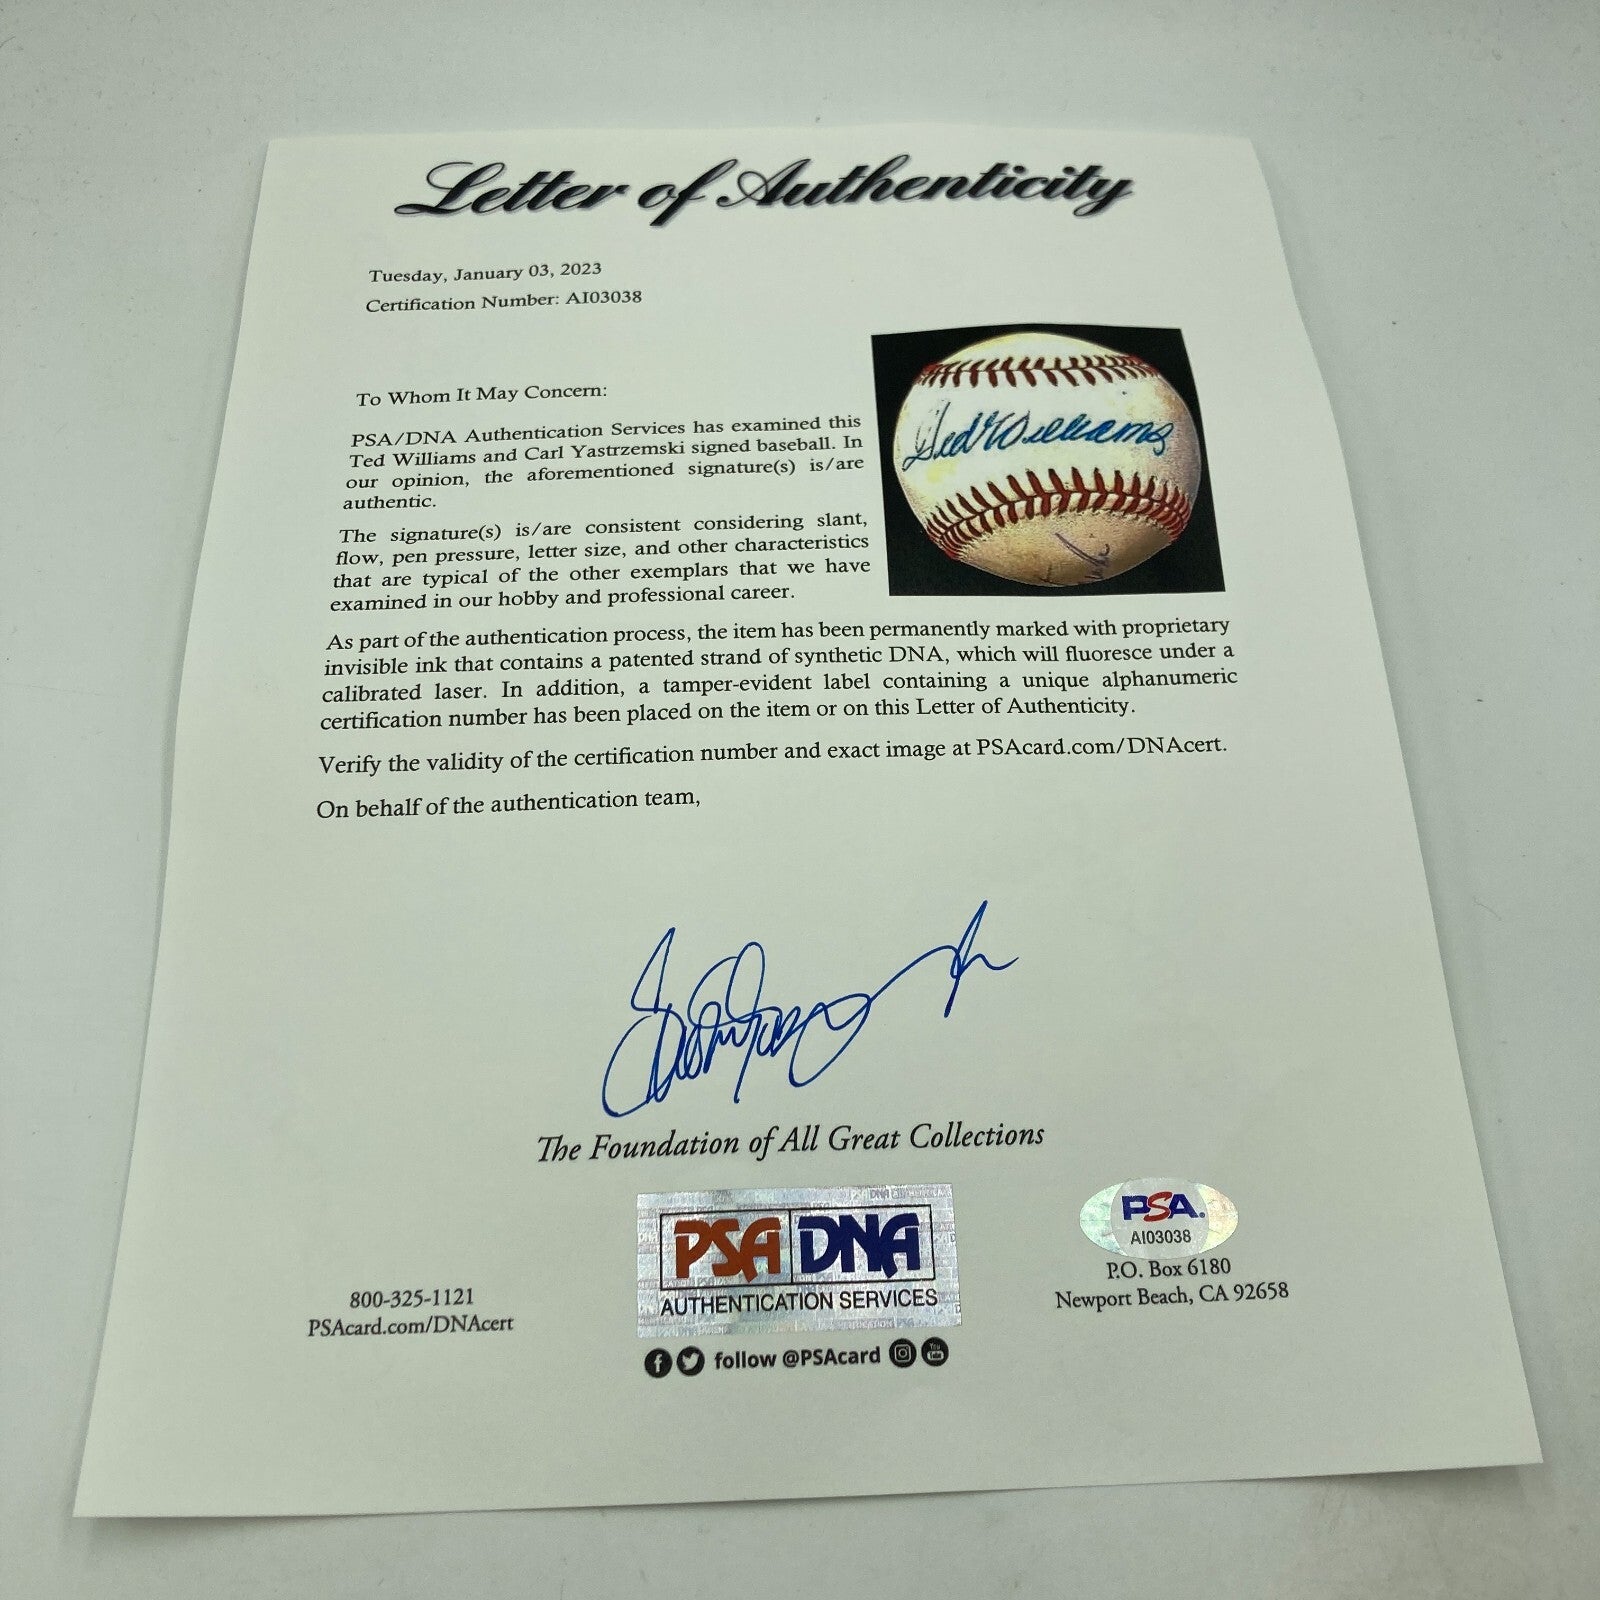 Letter of Authenticity
Tuesday, January 03, 2023
Certification Number: AI03038
To Whom It May Concern:
PSA/DNA Authentication Services has examined this
Ted Williams and Carl Yastrzemski signed baseball. In
our opinion, the aforementioned signature(s) is/are
authentic.
The signature(s) is/are consistent considering slant,
flow, pen pressure, letter size, and other characteristics
that are typical of the other exemplars that we have
examined in our hobby and professional career.
Ted Williams
As part of the authentication process, the item has been permanently marked with proprietary
invisible ink that contains a patented strand of synthetic DNA, which will fluoresce under a
calibrated laser. In addition, a tamper-evident label containing a unique alphanumeric
certification number has been placed on the item or on this Letter of Authenticity.
Verify the validity of the certification number and exact image at PSAcard.com/DNAcert.
On behalf of the authentication team,
The Foundation of All Great Collections
800-325-1121
PSAcard.com/DNAcert
PSA DNA
AUTHENTICATION SERVICES
follow @PSAcard
PSA.
AI03038
P.O. Box 6180
Newport Beach, CA 92658